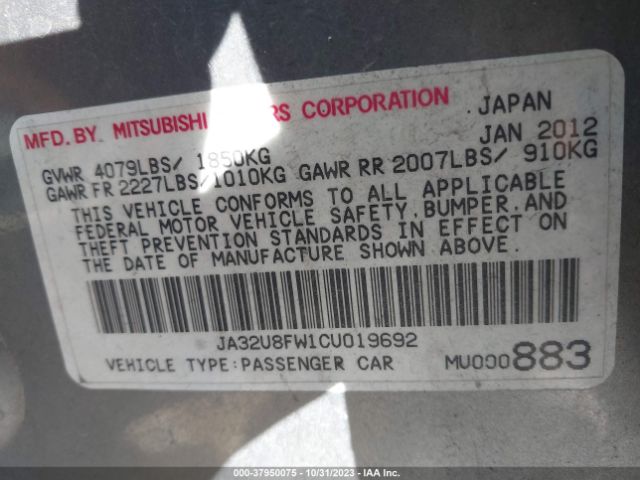 MFD. BY MITSUBISHI RS CORPORATION JAPAN
JAN 2012
GVWR 4079LBS/ 1850KG
GAWR FR 2227LBS/1010KG GAWR RR 2007LBS/ 910KG
THIS VEHICLE CONFORMS TO ALL APPLICABLE
FEDERAL MOTOR VEHICLE SAFETY, BUMPER, AND
THEFT PREVENTION STANDARDS IN EFFECT ON
THE DATE OF MANUFACTURE SHOWN ABOVE.
JA32U8FW1CU019692
VEHICLE TYPE:PASSENGER CAR MU000883
000-37950075 - 10/31/2023 - IAA Inc.